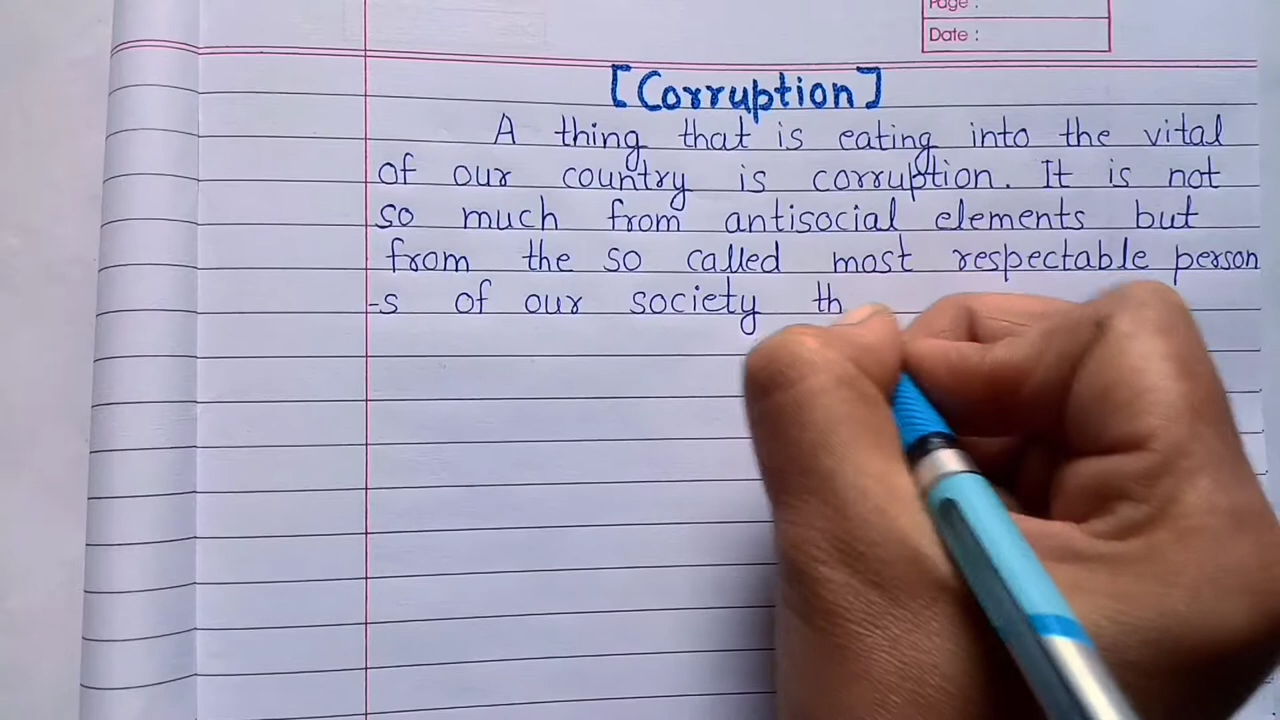 Page :
Date :
[Corruption]
A thing that is eating into the vital
of our country is corruption. It is not
so much from antisocial elements but
from the so called most respectable person
-s of our society th